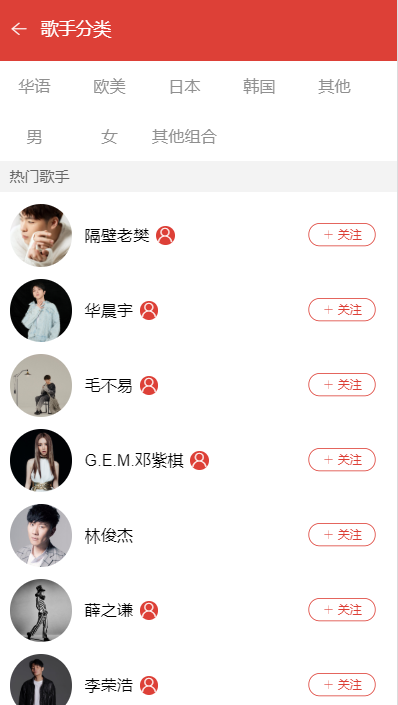 歌手分类
华语 欧美 日本 韩国 其他
男 女 其他组合
热门歌手
隔壁老樊 + 关注
华晨宇 + 关注
毛不易 + 关注
G.E.M.邓紫棋 + 关注
林俊杰 + 关注
薛之谦 + 关注
李荣浩 + 关注